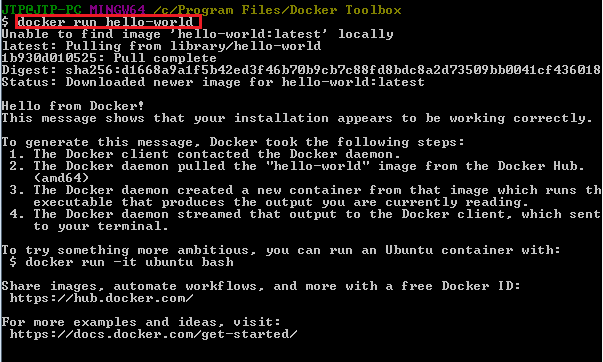 JTP@JTP-PC MINGW64 /c/Program Files/Docker Toolbox
$ docker run hello-world
Unable to find image 'hello-world:latest' locally
latest: Pulling from library/hello-world
1b930d010525: Pull complete
Digest: sha256:d1668a9a1f5b42ed3f46b70b9cb7c88fd8bdc8a2d73509bb0041cf436018
Status: Downloaded newer image for hello-world:latest
Hello from Docker!
This message shows that your installation appears to be working correctly.
To generate this message, Docker took the following steps:
1. The Docker client contacted the Docker daemon.
2. The Docker daemon pulled the "hello-world" image from the Docker Hub.
(amd64)
3. The Docker daemon created a new container from that image which runs the
executable that produces the output you are currently reading.
4. The Docker daemon streamed that output to the Docker client, which sent
to your terminal.
To try something more ambitious, you can run an Ubuntu container with:
$ docker run -it ubuntu bash
Share images, automate workflows, and more with a free Docker ID:
https://hub.docker.com/
For more examples and ideas, visit:
https://docs.docker.com/get-started/